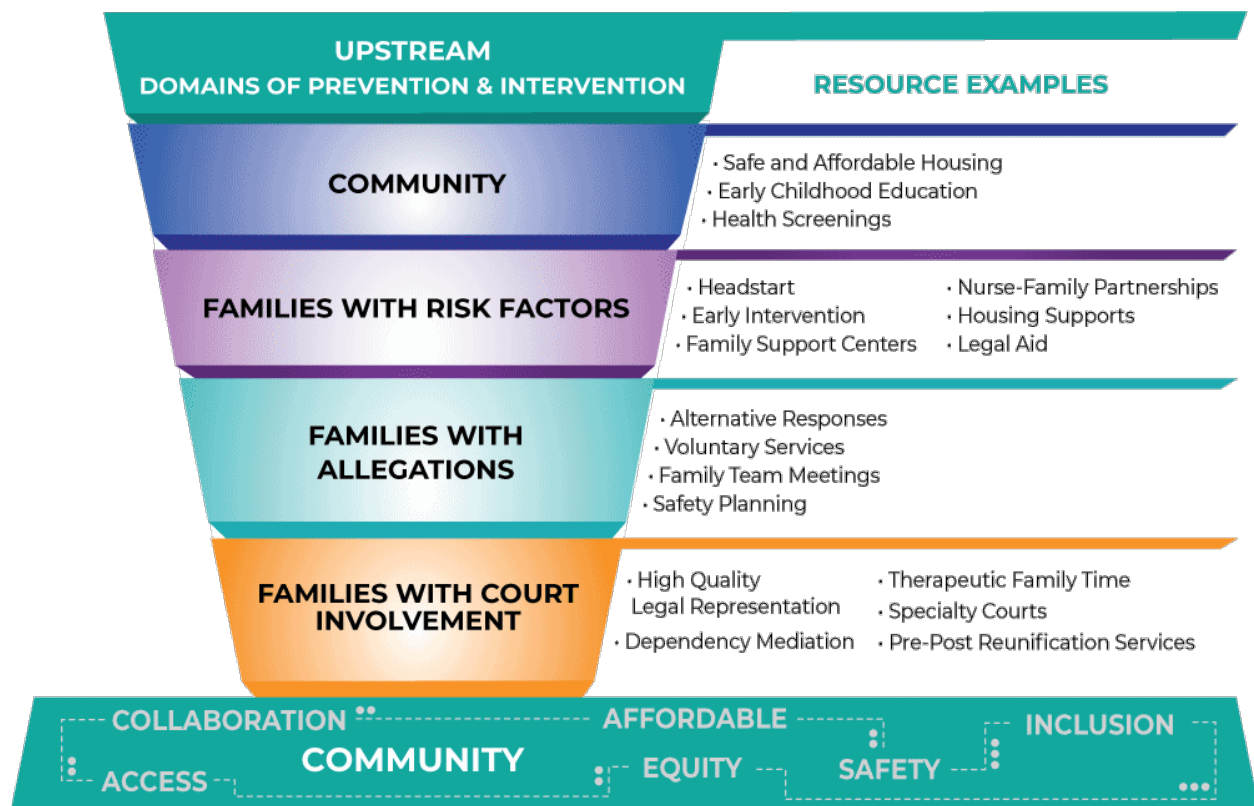 UPSTREAM
DOMAINS OF PREVENTION & INTERVENTION
RESOURCE EXAMPLES
COMMUNITY
· Safe and Affordable Housing
· Early Childhood Education
· Health Screenings
FAMILIES WITH RISK FACTORS
· Headstart
· Early Intervention
· Family Support Centers
· Nurse-Family Partnerships
· Housing Supports
· Legal Aid
FAMILIES WITH
ALLEGATIONS
· Alternative Responses
· Voluntary Services
· Family Team Meetings
· Safety Planning
FAMILIES WITH COURT
INVOLVEMENT
· High Quality
Legal Representation
· Dependency Mediation
· Therapeutic Family Time
· Specialty Courts
· Pre-Post Reunification Services
COLLABORATION
AFFORDABLE
INCLUSION
COMMUNITY
ACCESS
EQUITY
SAFETY